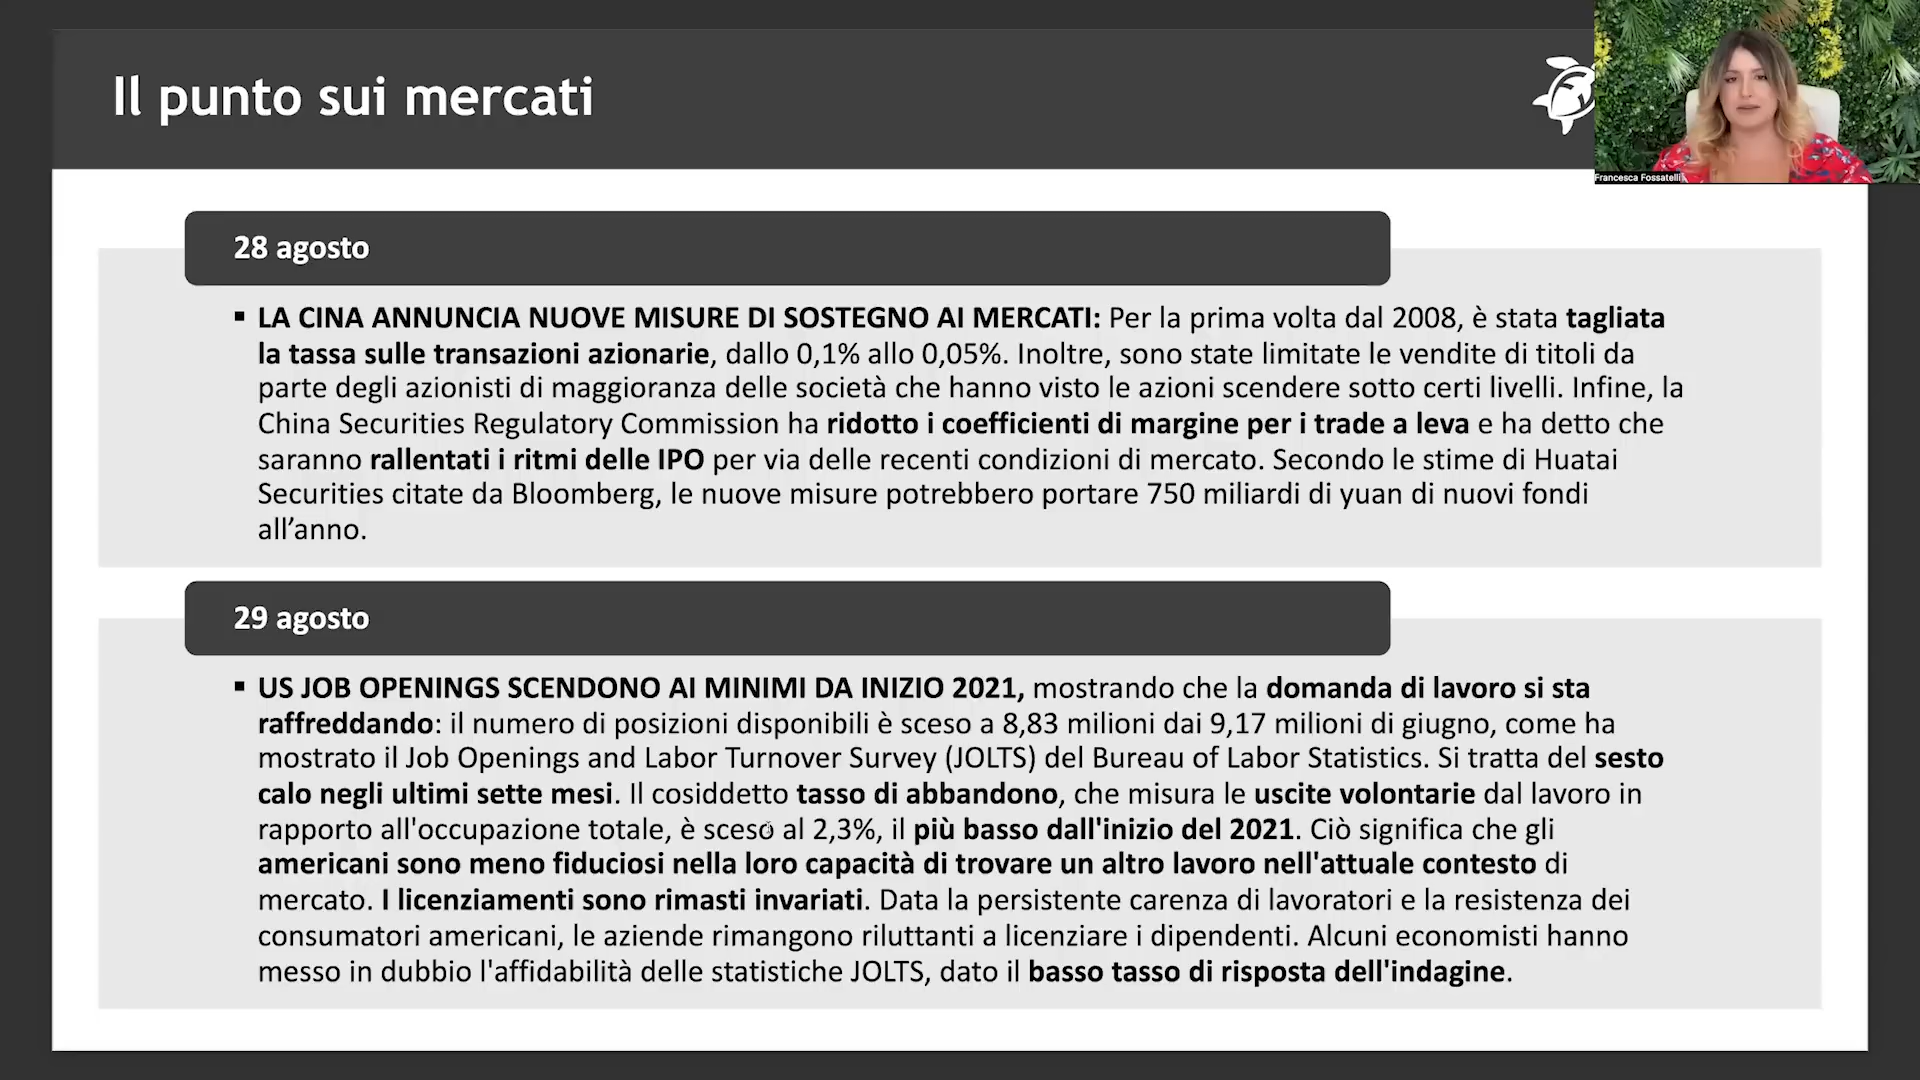 Il punto sui mercati
Francesca Fossatelli
28 agosto
▪ LA CINA ANNUNCIA NUOVE MISURE DI SOSTEGNO AI MERCATI: Per la prima volta dal 2008, è stata tagliata
la tassa sulle transazioni azionarie, dallo 0,1% allo 0,05%. Inoltre, sono state limitate le vendite di titoli da
parte degli azionisti di maggioranza delle società che hanno visto le azioni scendere sotto certi livelli. Infine, la
China Securities Regulatory Commission ha ridotto i coefficienti di margine per i trade a leva e ha detto che
saranno rallentati i ritmi delle IPO per via delle recenti condizioni di mercato. Secondo le stime di Huatai
Securities citate da Bloomberg, le nuove misure potrebbero portare 750 miliardi di yuan di nuovi fondi
all’anno.
29 agosto
▪ US JOB OPENINGS SCENDONO AI MINIMI DA INIZIO 2021, mostrando che la domanda di lavoro si sta
raffreddando: il numero di posizioni disponibili è sceso a 8,83 milioni dai 9,17 milioni di giugno, come ha
mostrato il Job Openings and Labor Turnover Survey (JOLTS) del Bureau of Labor Statistics. Si tratta del sesto
calo negli ultimi sette mesi. Il cosiddetto tasso di abbandono, che misura le uscite volontarie dal lavoro in
rapporto all'occupazione totale, è sceso al 2,3%, il più basso dall'inizio del 2021. Ciò significa che gli
americani sono meno fiduciosi nella loro capacità di trovare un altro lavoro nell'attuale contesto di
mercato. I licenziamenti sono rimasti invariati. Data la persistente carenza di lavoratori e la resistenza dei
consumatori americani, le aziende rimangono riluttanti a licenziare i dipendenti. Alcuni economisti hanno
messo in dubbio l'affidabilità delle statistiche JOLTS, dato il basso tasso di risposta dell'indagine.